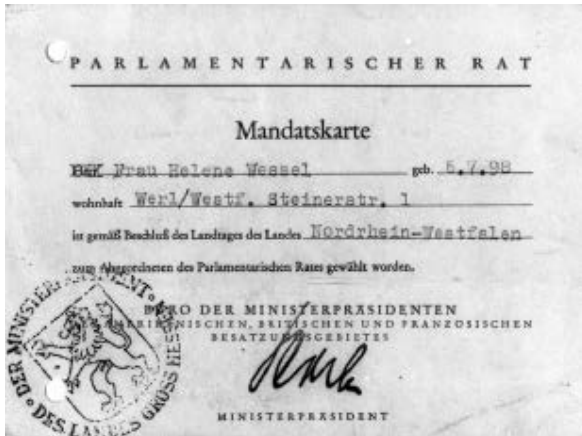 PARLAMENTARISCHER RAT
Mandatskarte
Frau Helene Wessel geb. 5.7.98
wohnhaft Werl/Westf. Steinerstr. 1
ist gemäß Beschluß des Landtages des Landes Nordrhein-Westfalen
zum Abgeordneten des Parlamentarischen Rates gewählt worden.
BÜRO DER MINISTERPRÄSIDENTEN
AMERIKANISCHEN, BRITISCHEN UND FRANZÖSISCHEN
BESATZUNGSGEBIETES
MINISTERPRÄSIDENT
DER MINISTERPRÄSIDENT · DES LANDES GROSS HE